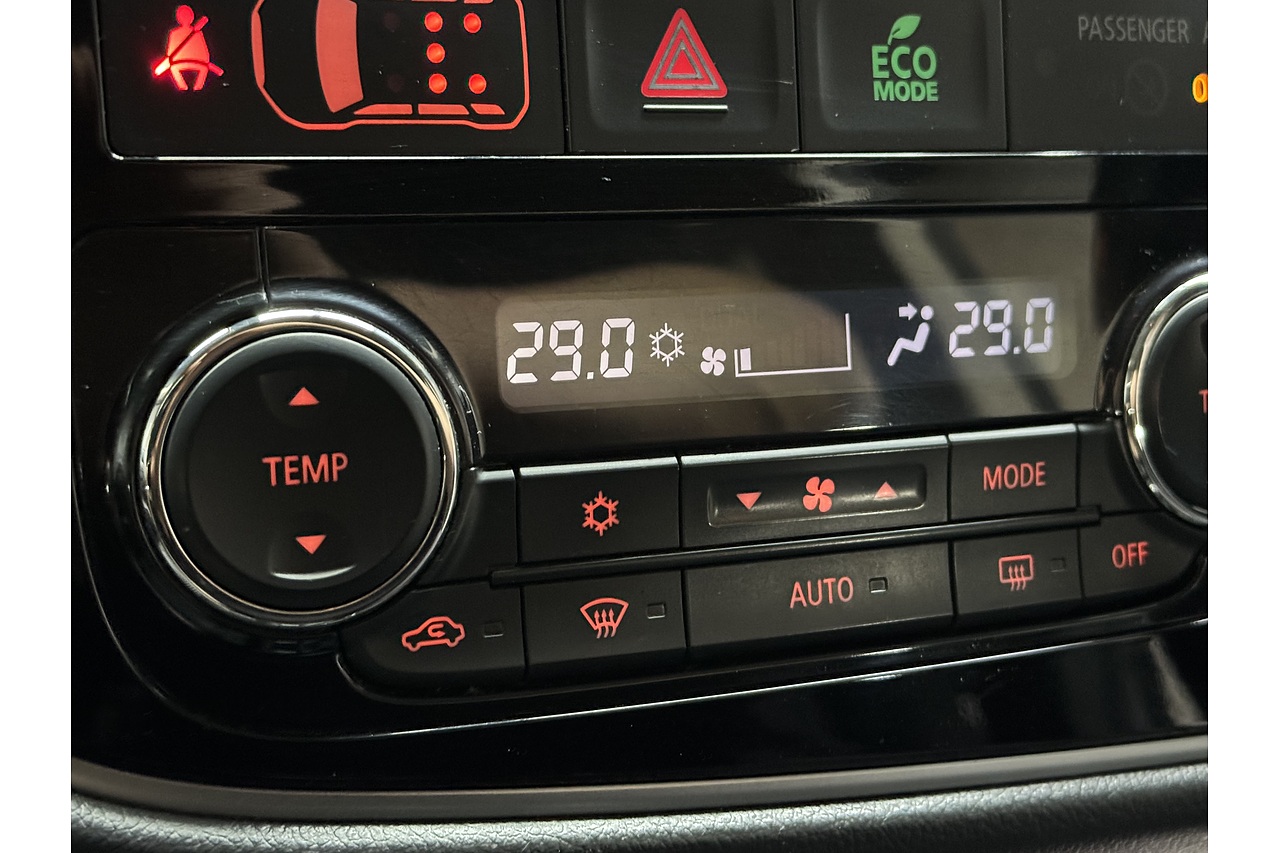 ECO
MODE
PASSENGER
29.0
29.0
TEMP
MODE
AUTO
OFF